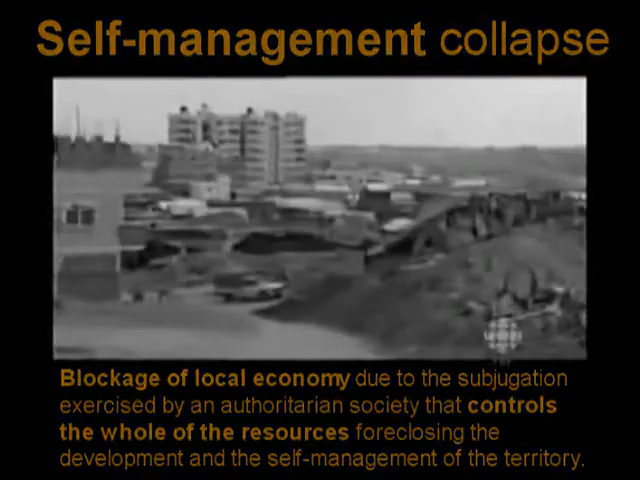 Self-management collapse
Blockage of local economy due to the subjugation
exercised by an authoritarian society that controls
the whole of the resources foreclosing the
development and the self-management of the territory.